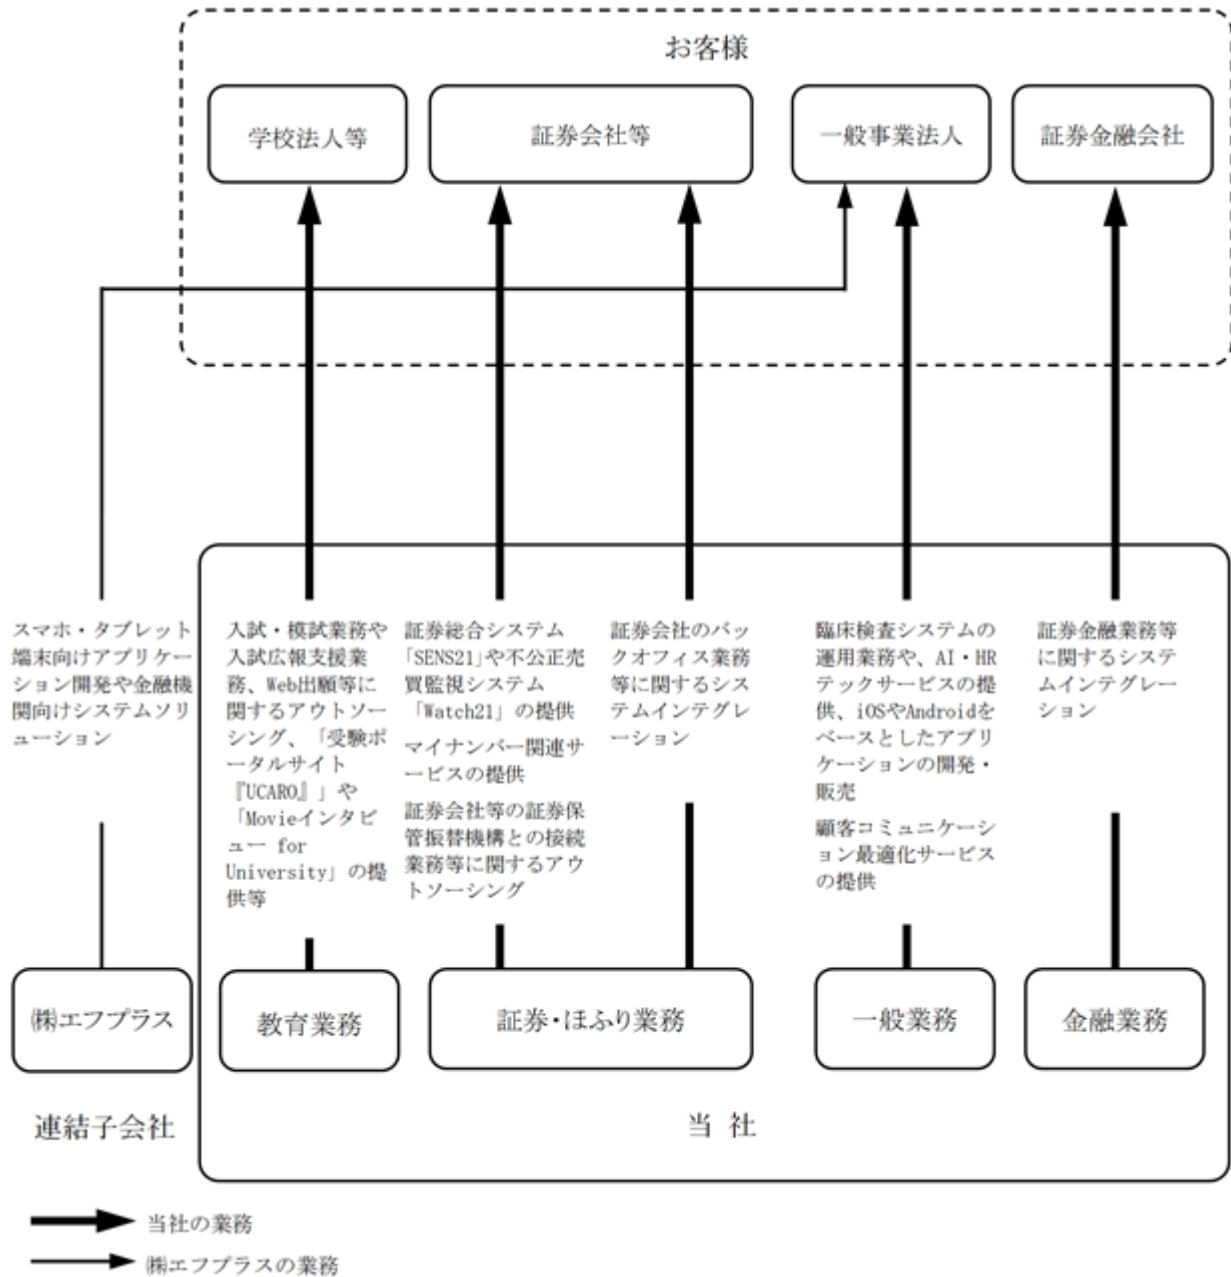 お客様
学校法人等
証券会社等
一般事業法人
証券金融会社
スマホ・タブレット
端末向けアプリケー
ション開発や金融機
関向けシステムソリ
ューション
入試・模試業務や
入試広報支援業
務、Web出願等に
関するアウトソー
シング、「受験ポ
ータルサイト
『UCARO』」や
「Movieインタビ
ュー for
University」の提
供等
証券総合システム
「SENS21」や不公正売
買監視システム
「Watch21」の提供
マイナンバー関連サ
ービスの提供
証券会社等の証券保
管振替機構との接続
業務等に関するアウ
トソーシング
証券会社のバッ
クオフィス業務
等に関するシス
テムインテグレ
ーション
臨床検査システムの
運用業務や、AI・HR
テックサービスの提
供、iOSやAndroidを
ベースとしたアプリ
ケーションの開発・
販売
顧客コミュニケーシ
ョン最適化サービス
の提供
証券金融業務等
に関するシステ
ムインテグレー
ション
㈱エフプラス
教育業務
証券・ほふり業務
一般業務
金融業務
連結子会社
当 社
当社の業務
㈱エフプラスの業務